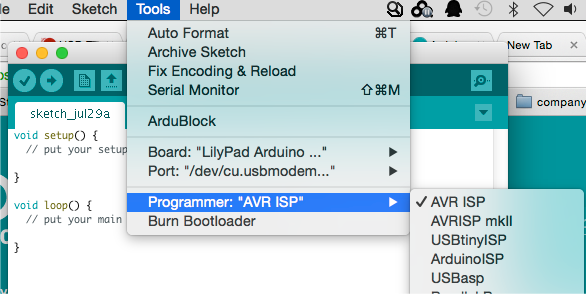 Edit Sketch Tools Help
New Tab
Auto Format ⌘T
Archive Sketch
Fix Encoding & Reload
Serial Monitor ⇧⌘M
company
sketch_jul29a
ArduBlock
void setup() {
// put your setup
Board: "LilyPad Arduino ..."
Port: "/dev/cu.usbmodem..."
}
void loop() {
Programmer: "AVR ISP"
✓ AVR ISP
// put your main
Burn Bootloader
AVRISP mkII
}
USBtinyISP
ArduinoISP
USBasp